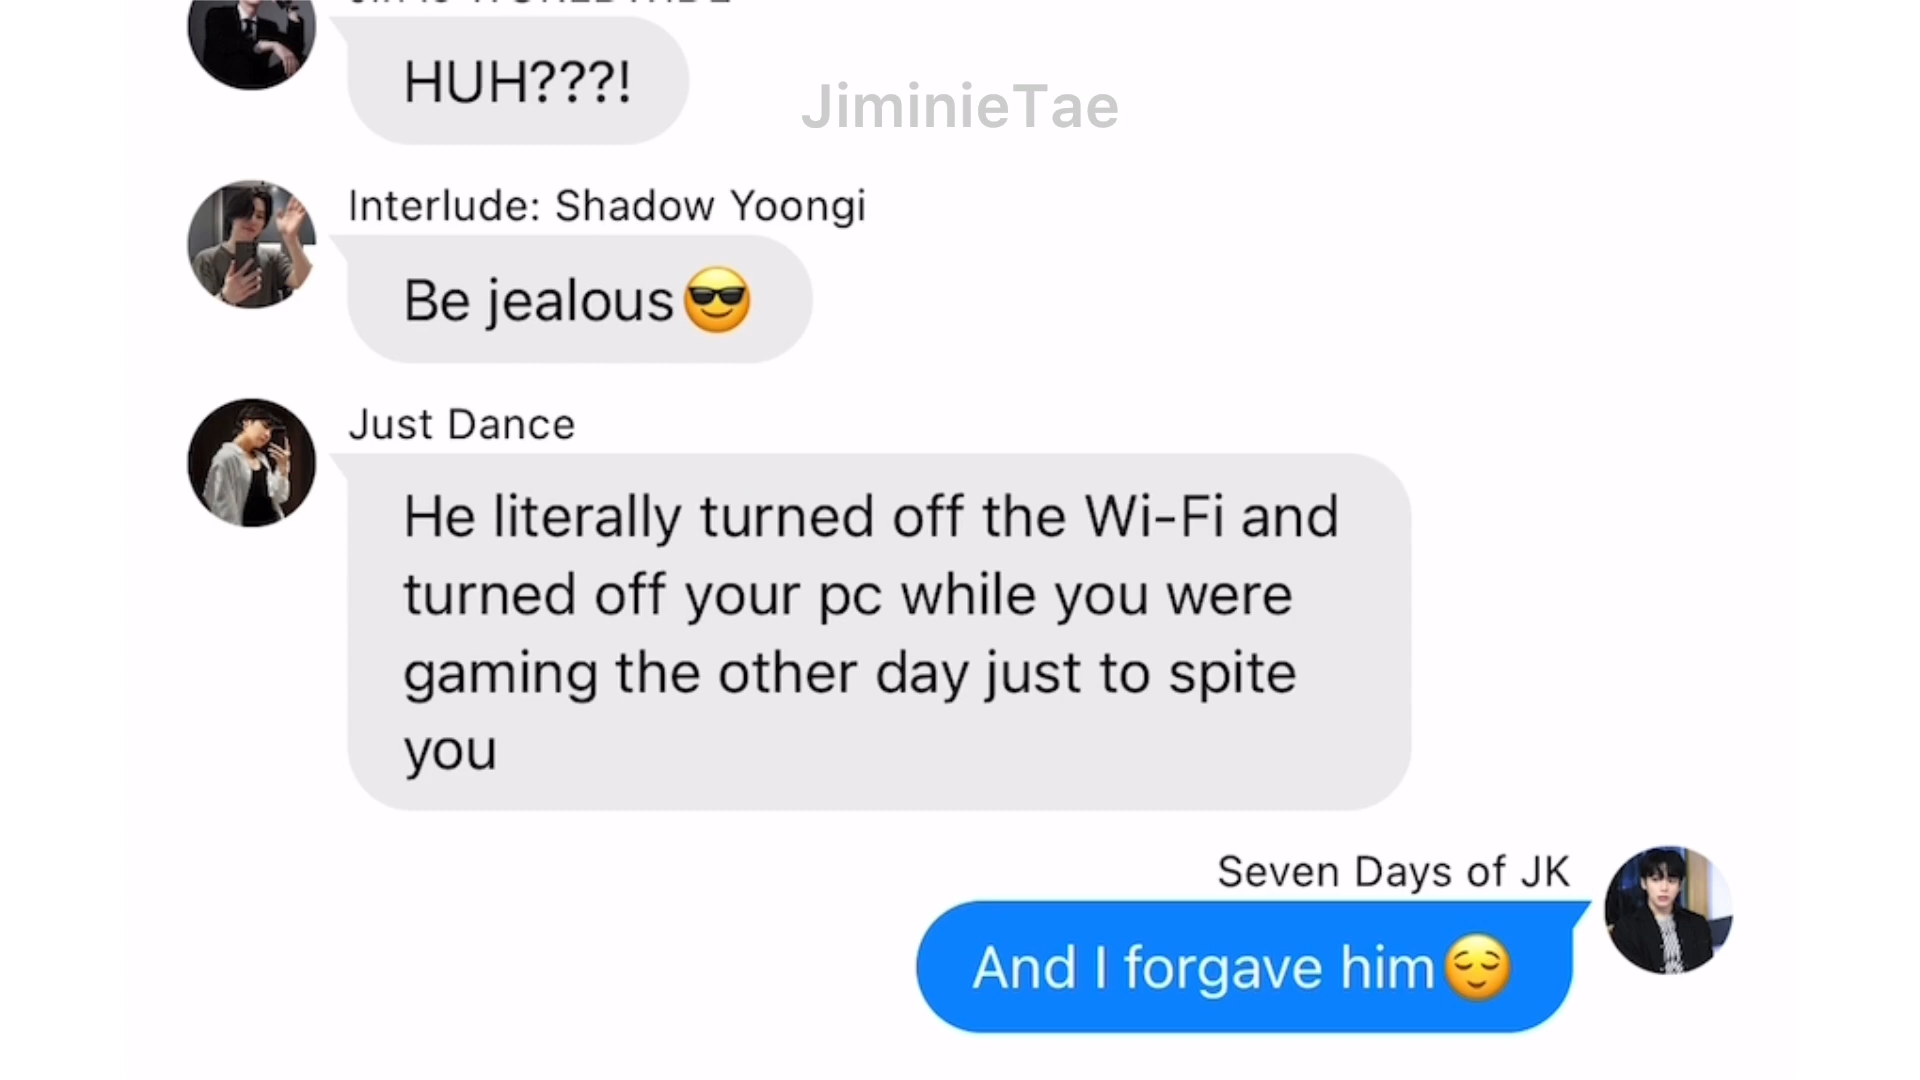 HUH???!
JiminieTae
Interlude: Shadow Yoongi
Be jealous😎
Just Dance
He literally turned off the Wi-Fi and
turned off your pc while you were
gaming the other day just to spite
you
Seven Days of JK
And I forgave him😌